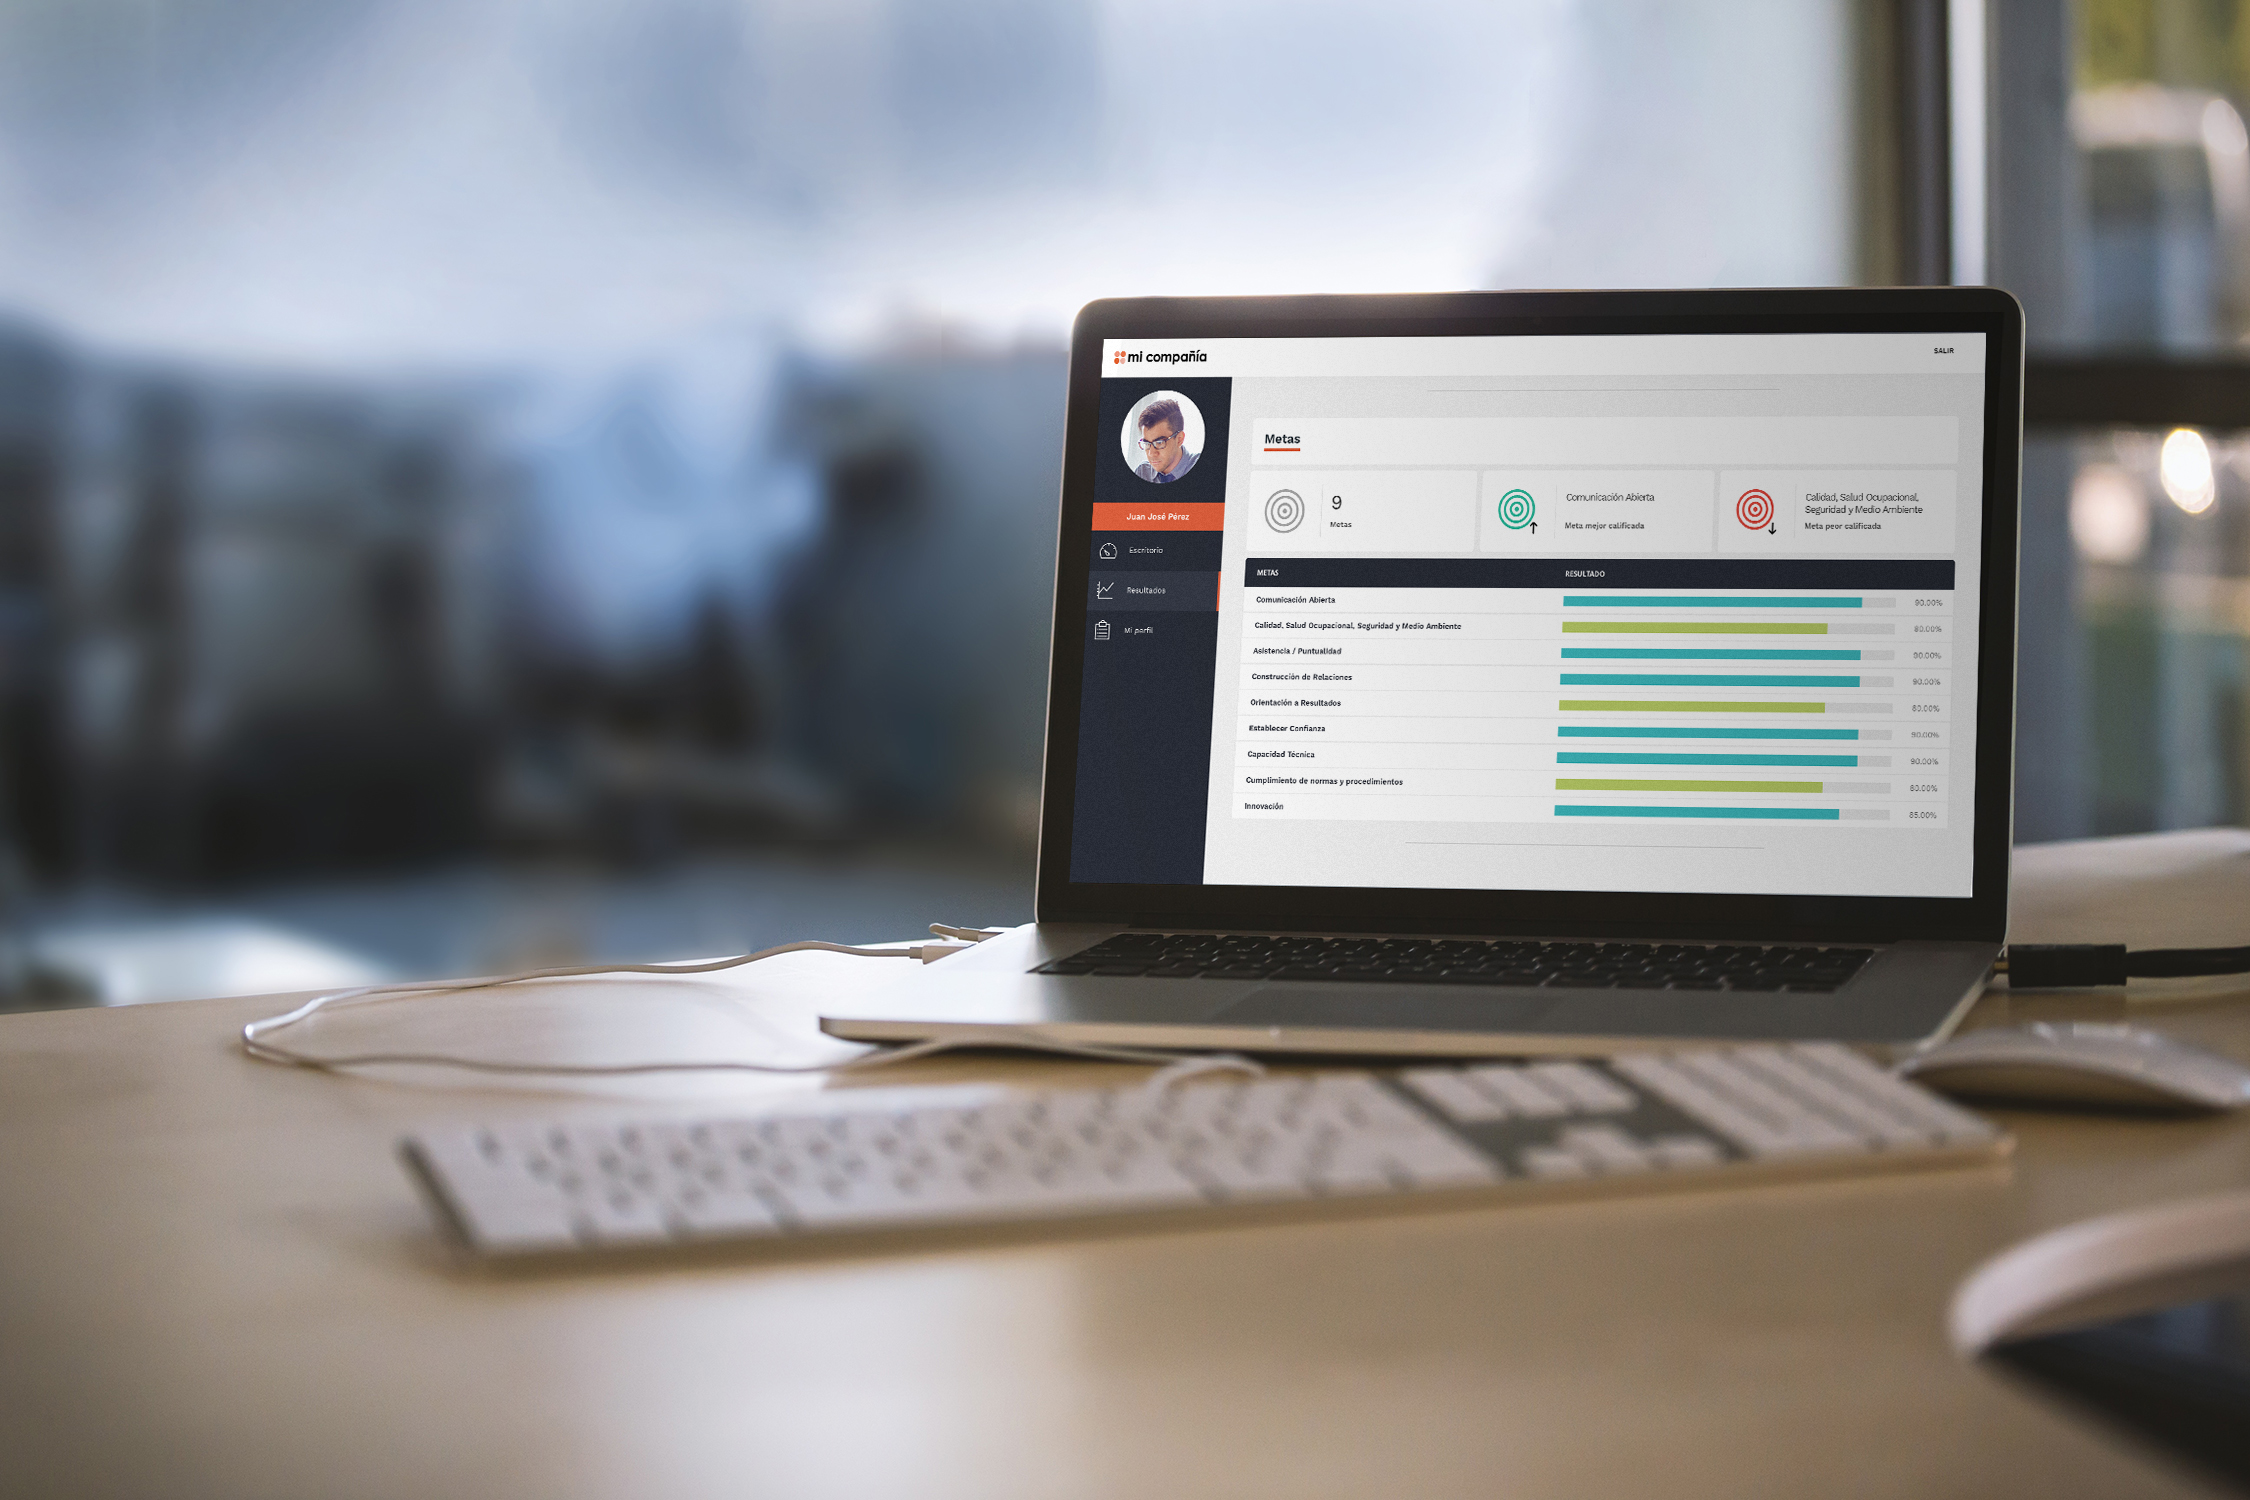 mi compañía
SALIR
Juan José Pérez
Escritorio
Resultados
Mi perfil
Metas
9
Metas
Comunicación Abierta
Meta mejor calificada
Calidad, Salud Ocupacional,
Seguridad y Medio Ambiente
Meta peor calificada
METAS RESULTADO
Comunicación Abierta 90.00%
Calidad, Salud Ocupacional, Seguridad y Medio Ambiente 80.00%
Asistencia / Puntualidad 90.00%
Construcción de Relaciones 90.00%
Orientación a Resultados 80.00%
Establecer Confianza 90.00%
Capacidad Técnica 90.00%
Cumplimiento de normas y procedimientos 80.00%
Innovación 85.00%